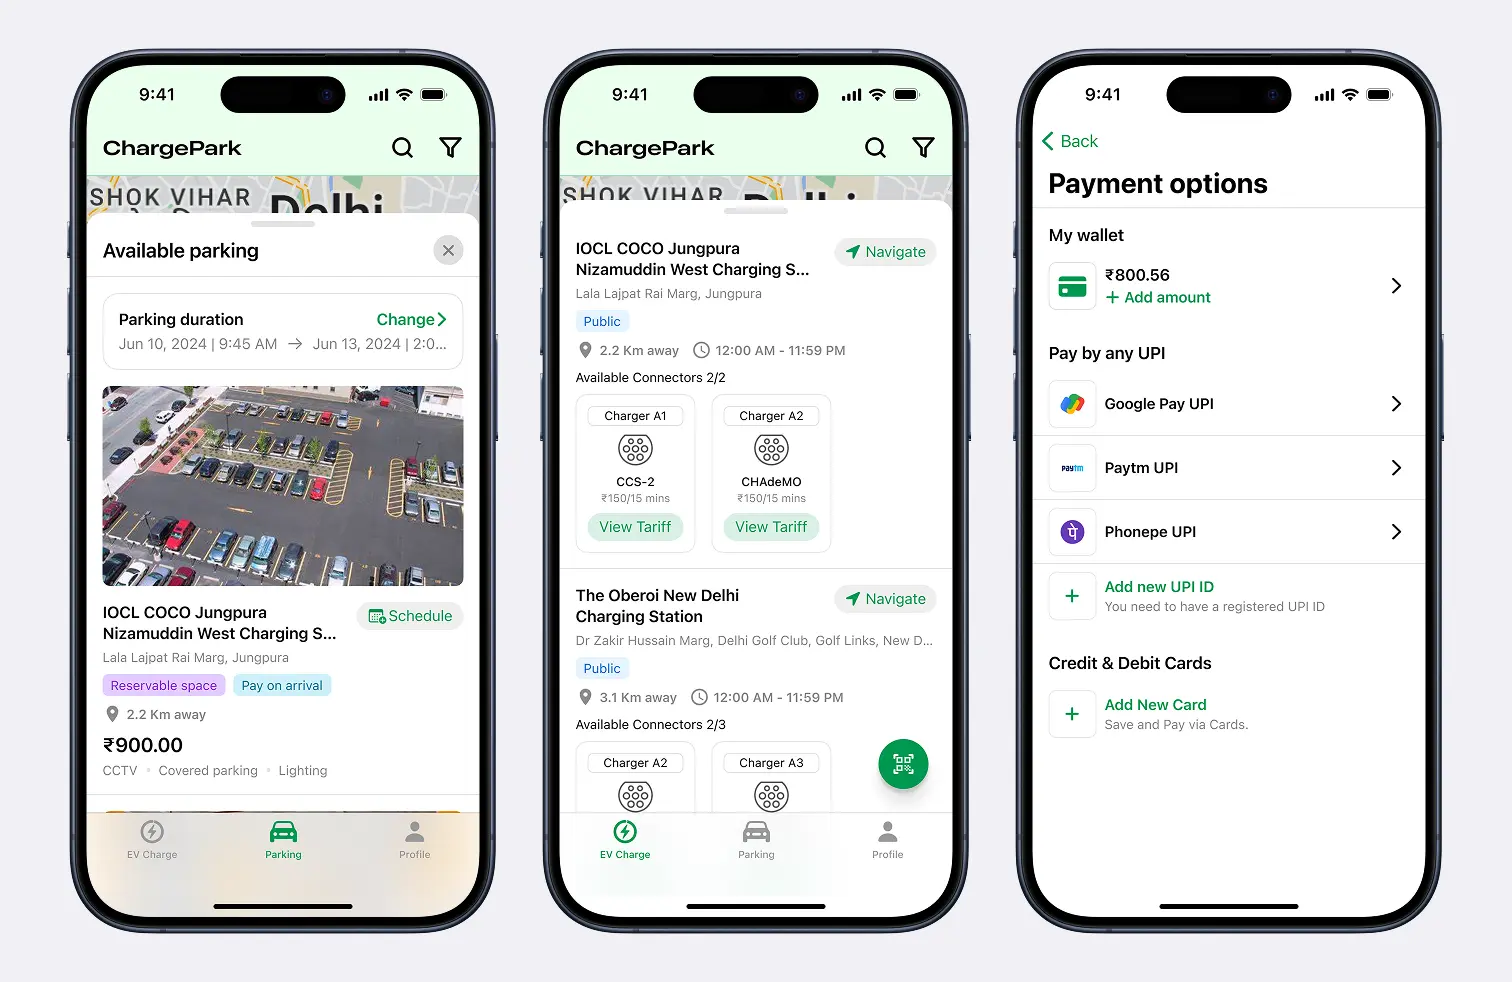 9:41
ChargePark
SHOK VIHAR
Delhi
Available parking
Parking duration
Change
Jun 10, 2024 | 9:45 AM → Jun 13, 2024 | 2:0...
IOCL COCO Jungpura
Nizamuddin West Charging S...
Schedule
Lala Lajpat Rai Marg, Jungpura
Reservable space
Pay on arrival
2.2 Km away
₹900.00
CCTV • Covered parking • Lighting
EV Charge
Parking
Profile
9:41
ChargePark
SHOK VIHAR
Delhi
IOCL COCO Jungpura
Nizamuddin West Charging S...
Navigate
Lala Lajpat Rai Marg, Jungpura
Public
2.2 Km away
12:00 AM - 11:59 PM
Available Connectors 2/2
Charger A1
CCS-2
₹150/15 mins
View Tariff
Charger A2
CHAdeMO
₹150/15 mins
View Tariff
The Oberoi New Delhi
Charging Station
Navigate
Dr Zakir Hussain Marg, Delhi Golf Club, Golf Links, New D...
Public
3.1 Km away
12:00 AM - 11:59 PM
Available Connectors 2/3
Charger A2
Charger A3
EV Charge
Parking
Profile
9:41
Back
Payment options
My wallet
₹800.56
+ Add amount
Pay by any UPI
Google Pay UPI
paytm
Paytm UPI
पे
Phonepe UPI
+
Add new UPI ID
You need to have a registered UPI ID
Credit & Debit Cards
+
Add New Card
Save and Pay via Cards.